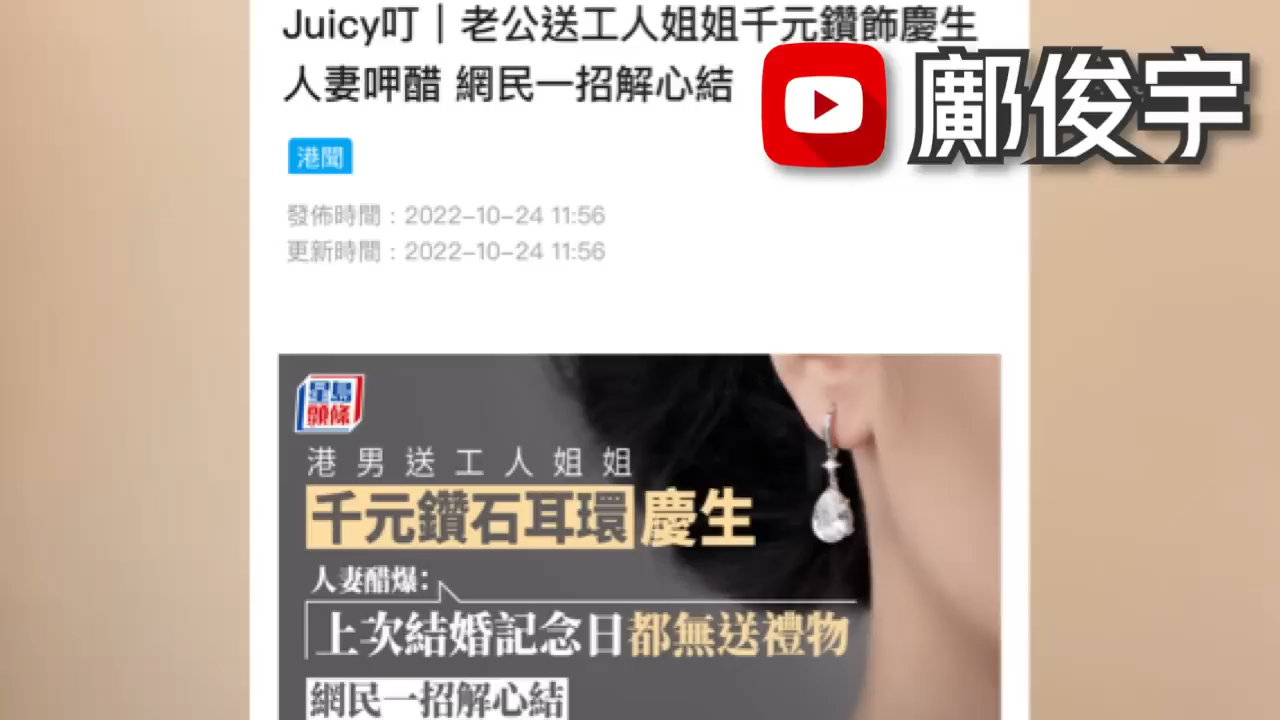 Juicy叮｜老公送工人姐姐千元鑽飾慶生
人妻呷醋 網民一招解心結
鄺俊宇
港聞
發佈時間：2022-10-24 11:56
更新時間：2022-10-24 11:56
星島
頭條
港男送工人姐姐
千元鑽石耳環慶生
人妻醋爆：
上次結婚記念日都無送禮物
網民一招解心結